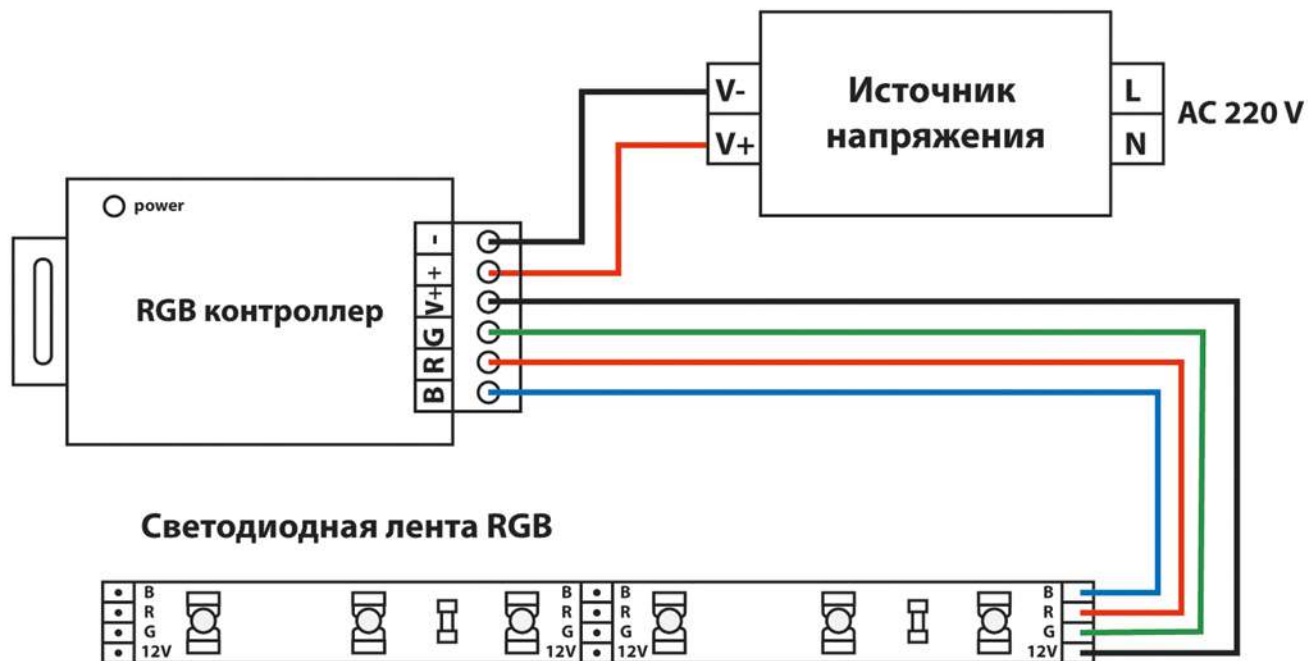 Источник
напряжения
V-
V+
L
N
AC 220 V
power
RGB контроллер
-
+
V+
G
R
B
Светодиодная лента RGB
B
R
G
12V
B
R
G
12V
B
R
G
12V
B
R
G
12V